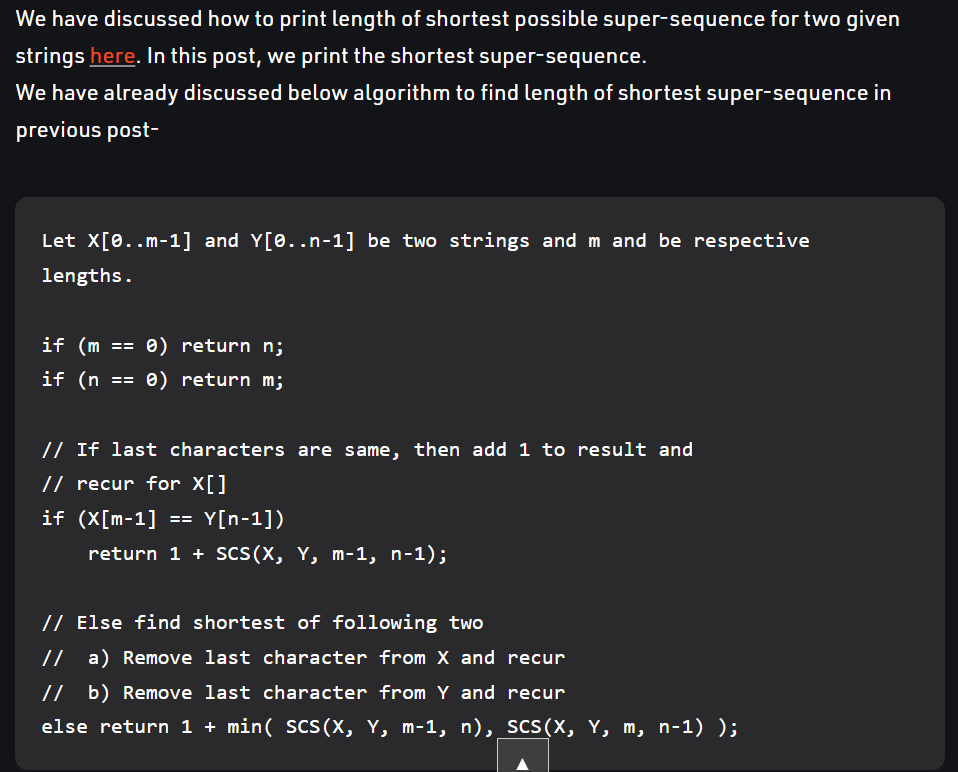 We have discussed how to print length of shortest possible super-sequence for two given
strings here. In this post, we print the shortest super-sequence.
We have already discussed below algorithm to find length of shortest super-sequence in
previous post-
Let X[0..m-1] and Y[0..n-1] be two strings and m and be respective
lengths.
if (m == 0) return n;
if (n == 0) return m;
// If last characters are same, then add 1 to result and
// recur for X[]
if (X[m-1] == Y[n-1])
    return 1 + SCS(X, Y, m-1, n-1);
// Else find shortest of following two
//  a) Remove last character from X and recur
//  b) Remove last character from Y and recur
else return 1 + min( SCS(X, Y, m-1, n), SCS(X, Y, m, n-1) );